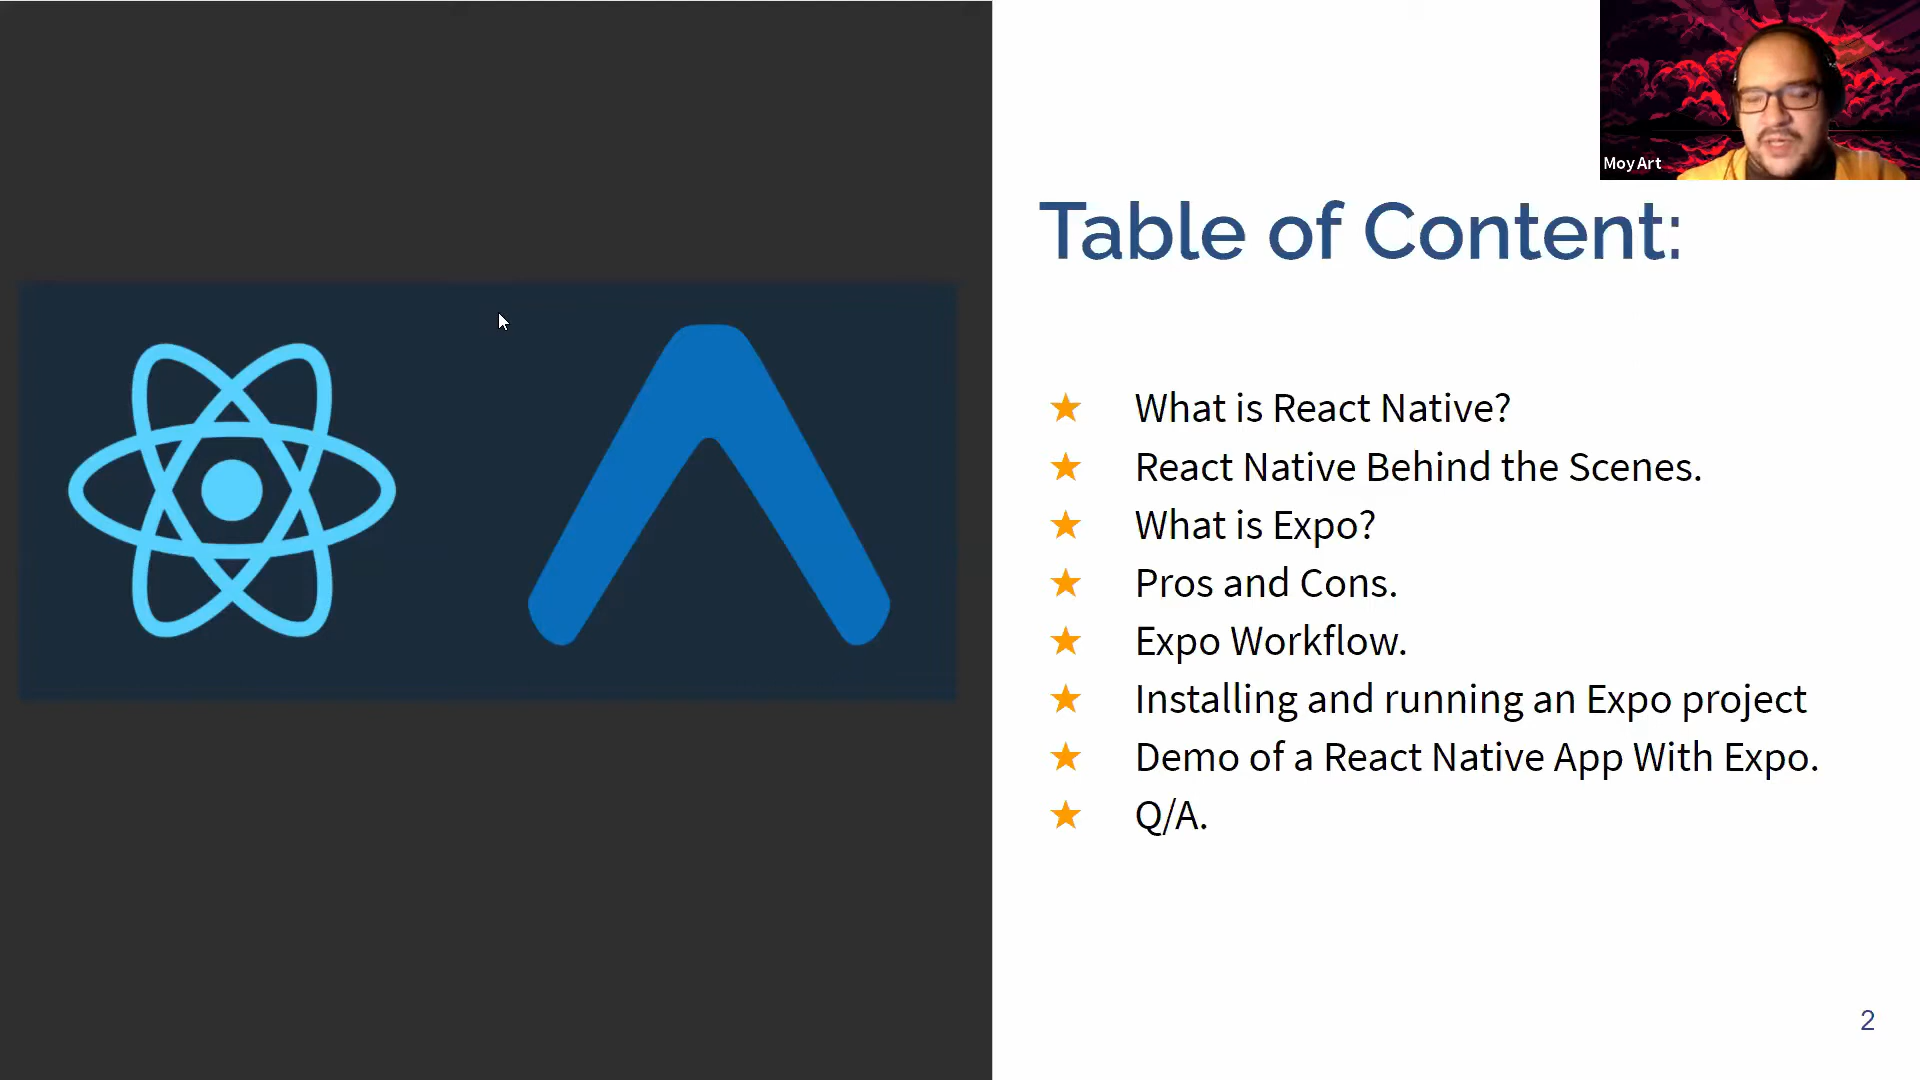 Moy Art
Table of Content:
★ What is React Native?
★ React Native Behind the Scenes.
★ What is Expo?
★ Pros and Cons.
★ Expo Workflow.
★ Installing and running an Expo project
★ Demo of a React Native App With Expo.
★ Q/A.
2